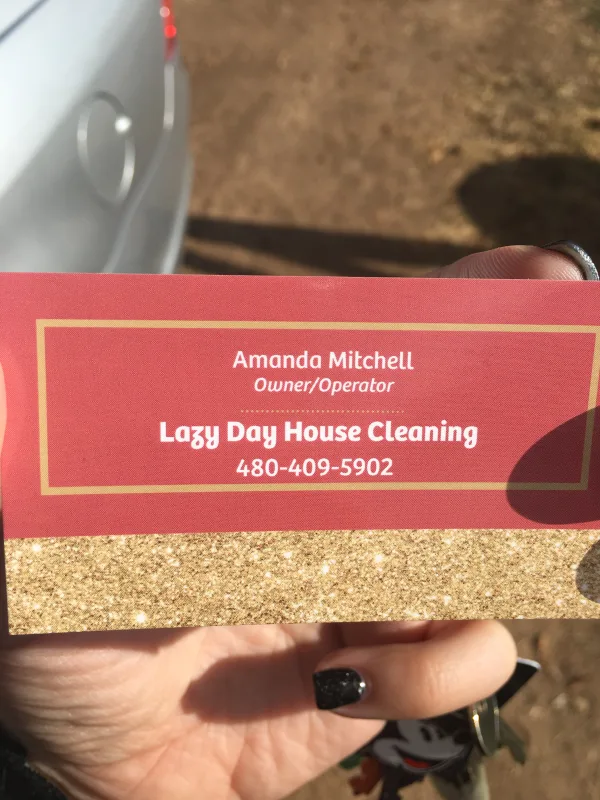 Amanda Mitchell
Owner/Operator
Lazy Day House Cleaning
480-409-5902